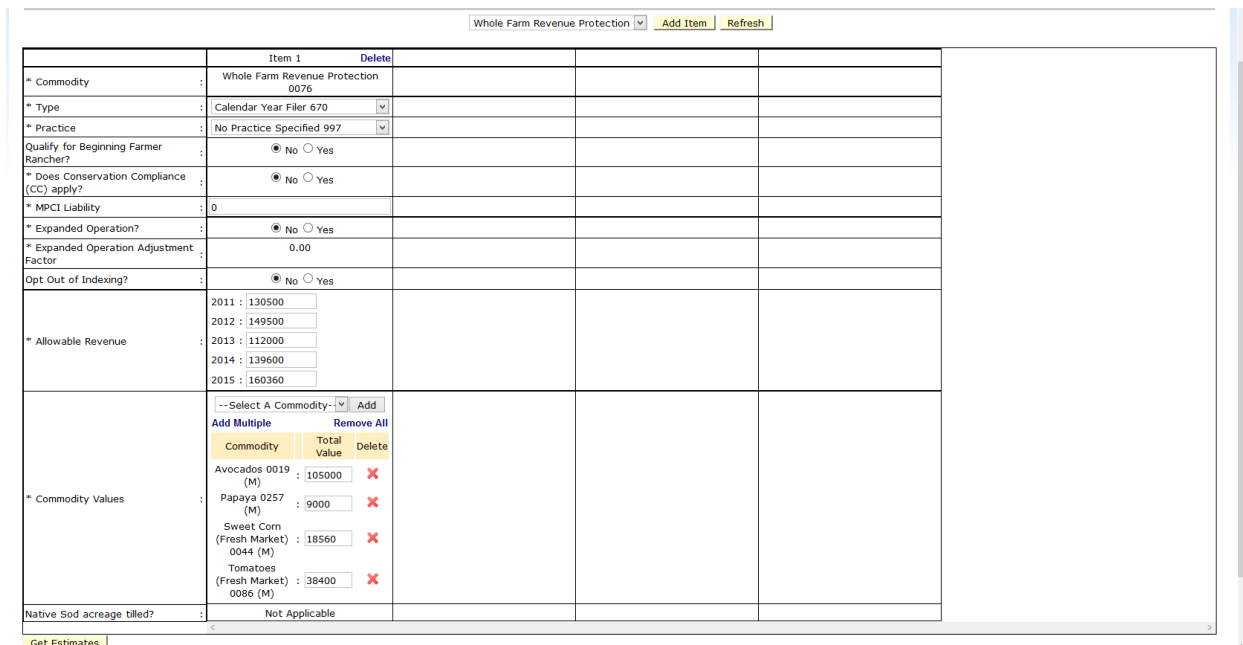 Whole Farm Revenue Protection Add Item Refresh
Item 1 Delete
* Commodity : Whole Farm Revenue Protection
0076
* Type : Calendar Year Filer 670
* Practice : No Practice Specified 997
Qualify for Beginning Farmer
Rancher? : No Yes
* Does Conservation Compliance
(CC) apply? : No Yes
* MPCI Liability : 0
* Expanded Operation? : No Yes
* Expanded Operation Adjustment
Factor : 0.00
Opt Out of Indexing? : No Yes
* Allowable Revenue :
2011 : 130500
2012 : 149500
2013 : 112000
2014 : 139600
2015 : 160360
* Commodity Values :
--Select A Commodity-- Add
Add Multiple Remove All
Commodity Total
Value Delete
Avocados 0019
(M) : 105000
Papaya 0257
(M) : 9000
Sweet Corn
(Fresh Market) : 18560
0044 (M)
Tomatoes
(Fresh Market) : 38400
0086 (M)
Native Sod acreage tilled? : Not Applicable
Get Estimates